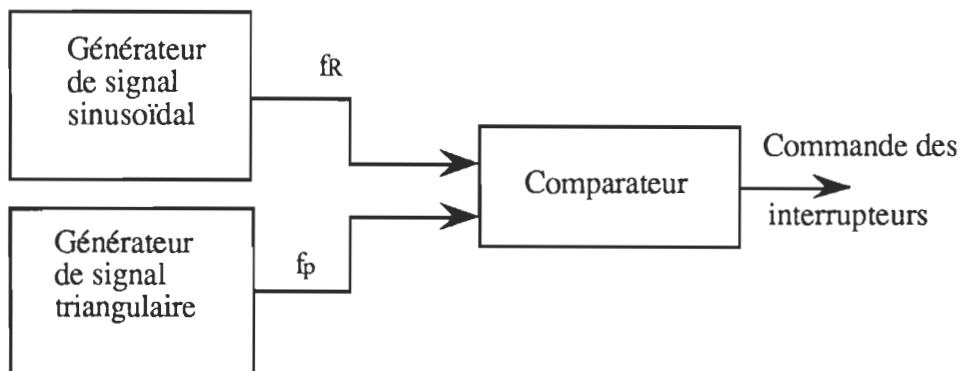 Générateur
de signal
sinusoïdal
fR
Comparateur
Commande des
interrupteurs
Générateur
de signal
triangulaire
fp